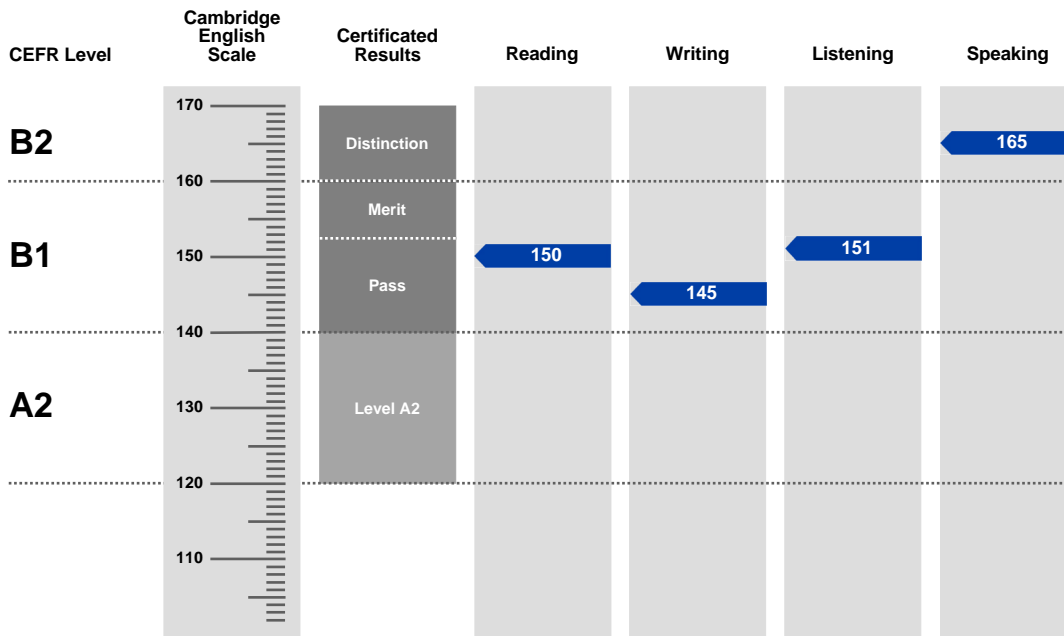 CEFR Level
Cambridge
English
Scale
Certificated
Results
Reading
Writing
Listening
Speaking
170
B2
Distinction
165
160
Merit
B1
150
150
151
Pass
145
140
A2
130
Level A2
120
110